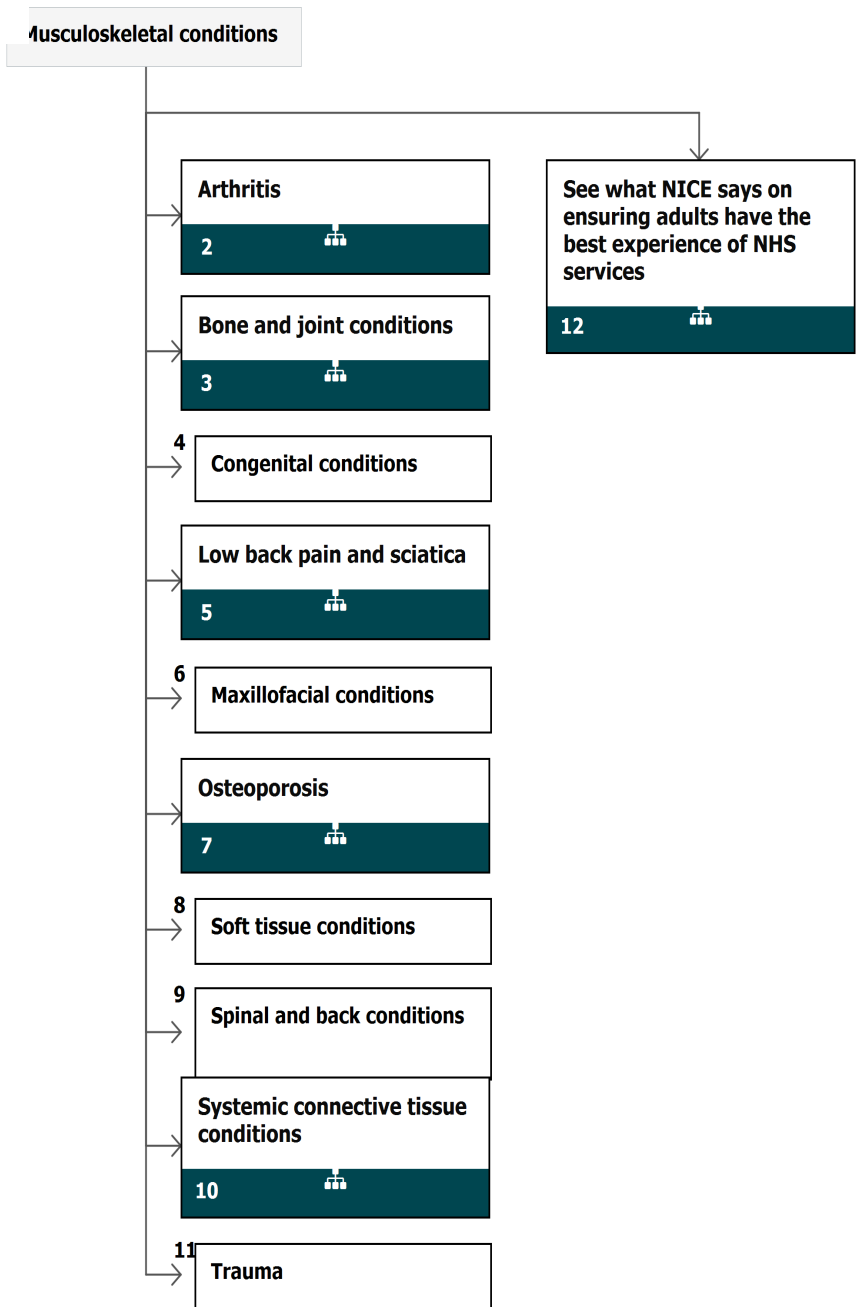 Musculoskeletal conditions
Arthritis
2
Bone and joint conditions
3
4
Congenital conditions
Low back pain and sciatica
5
6
Maxillofacial conditions
Osteoporosis
7
8
Soft tissue conditions
9
Spinal and back conditions
Systemic connective tissue
conditions
10
11
Trauma
See what NICE says on
ensuring adults have the
best experience of NHS
services
12